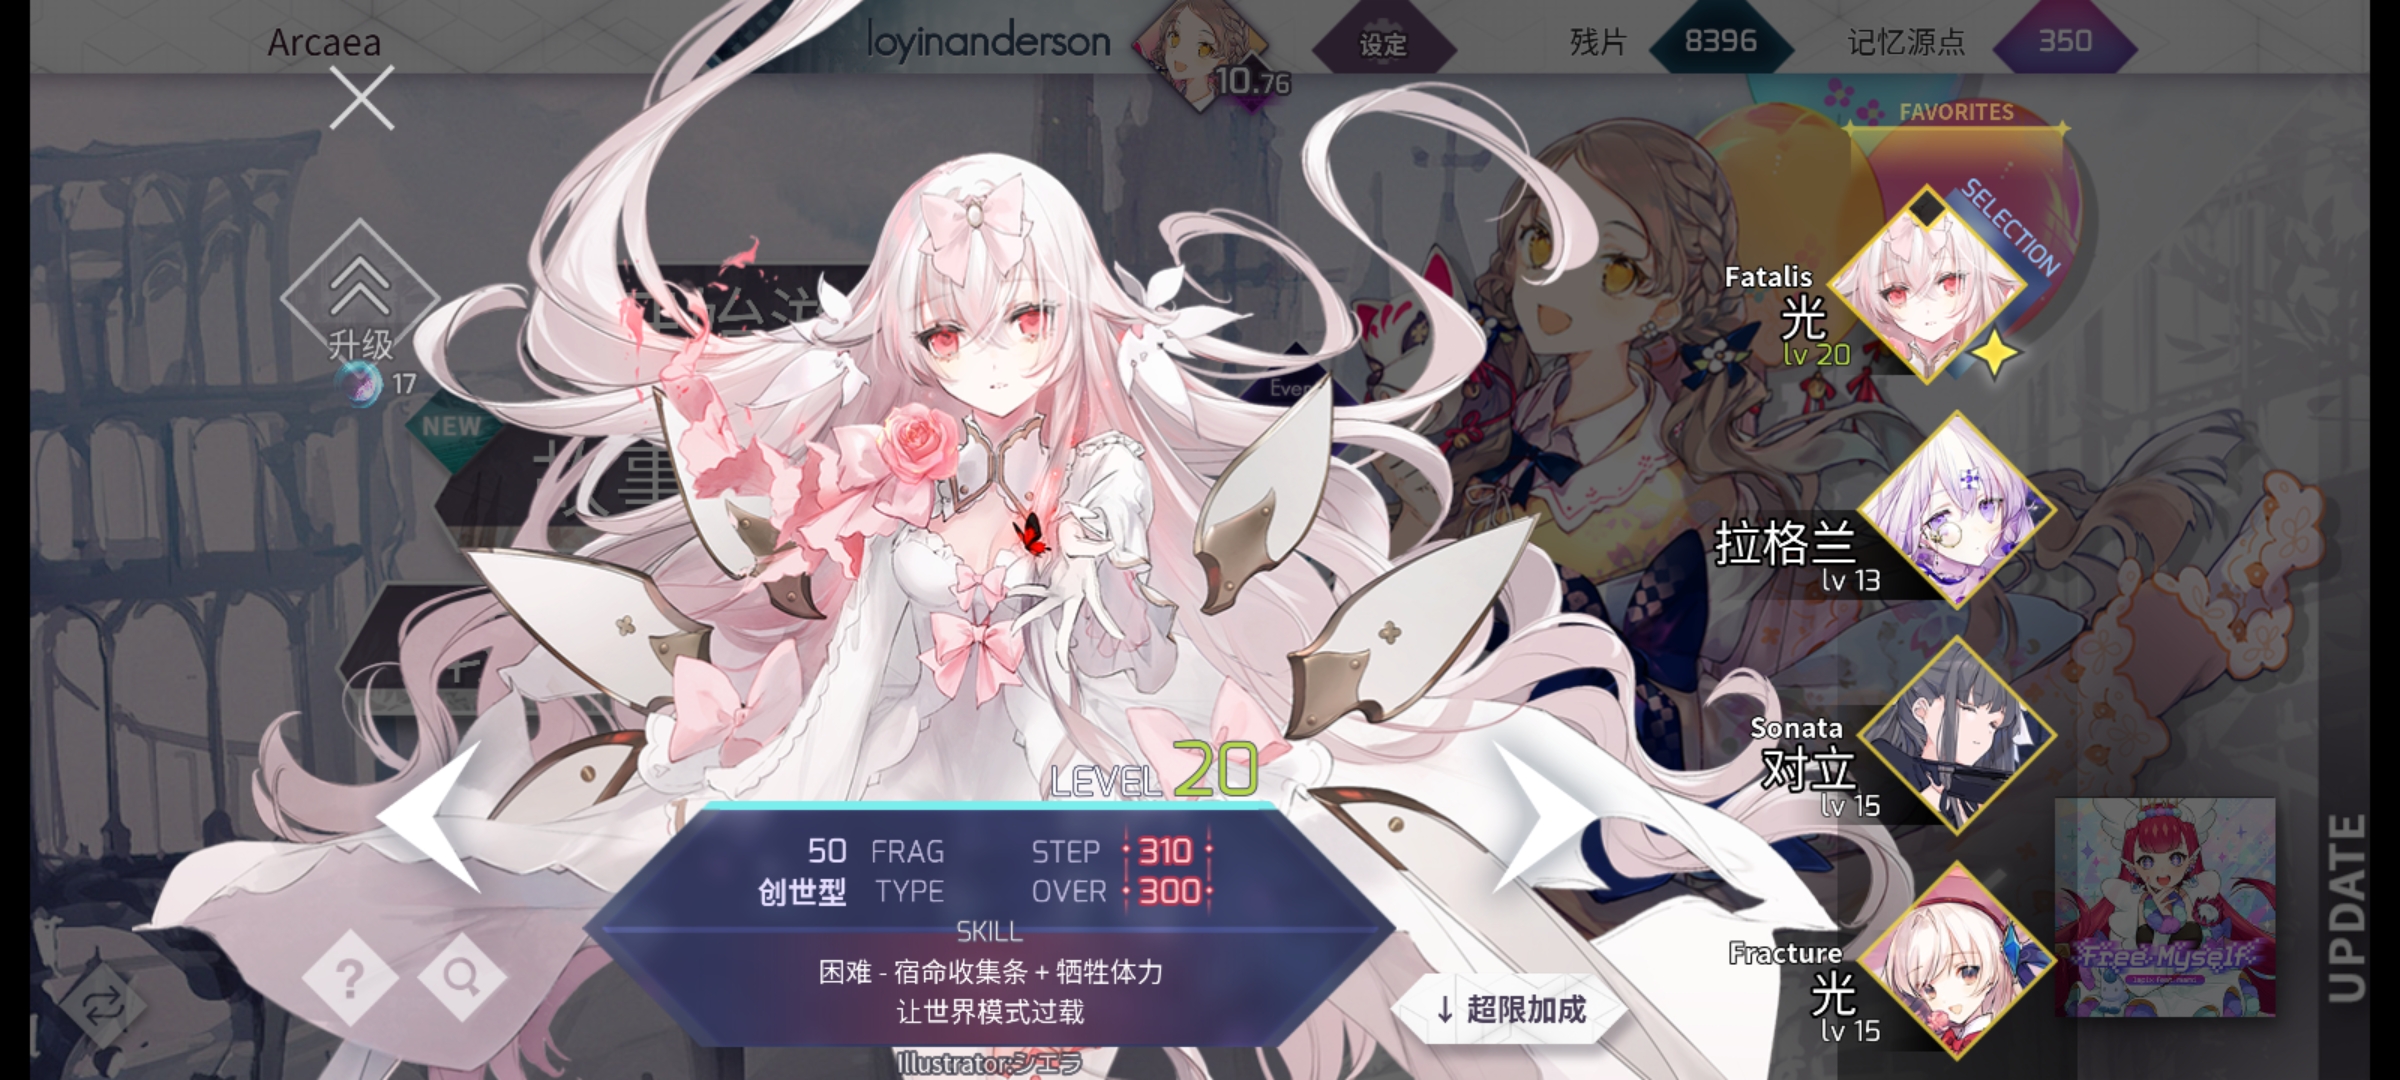 Arcaea
loyinanderson
10.76
设定
残片
8396
记忆源点
350
FAVORITES
SELECTION
Fatalis
光
lv 20
升级
17
NEW
故事
拉格兰
lv 13
Sonata
对立
lv 15
LEVEL 20
50 FRAG
STEP 310
创世型 TYPE
OVER 300
SKILL
困难 - 宿命收集条 + 牺牲体力
让世界模式过载
Illustrator:シエラ
?
↓ 超限加成
Fracture
光
lv 15
Free Myself
UPDATE